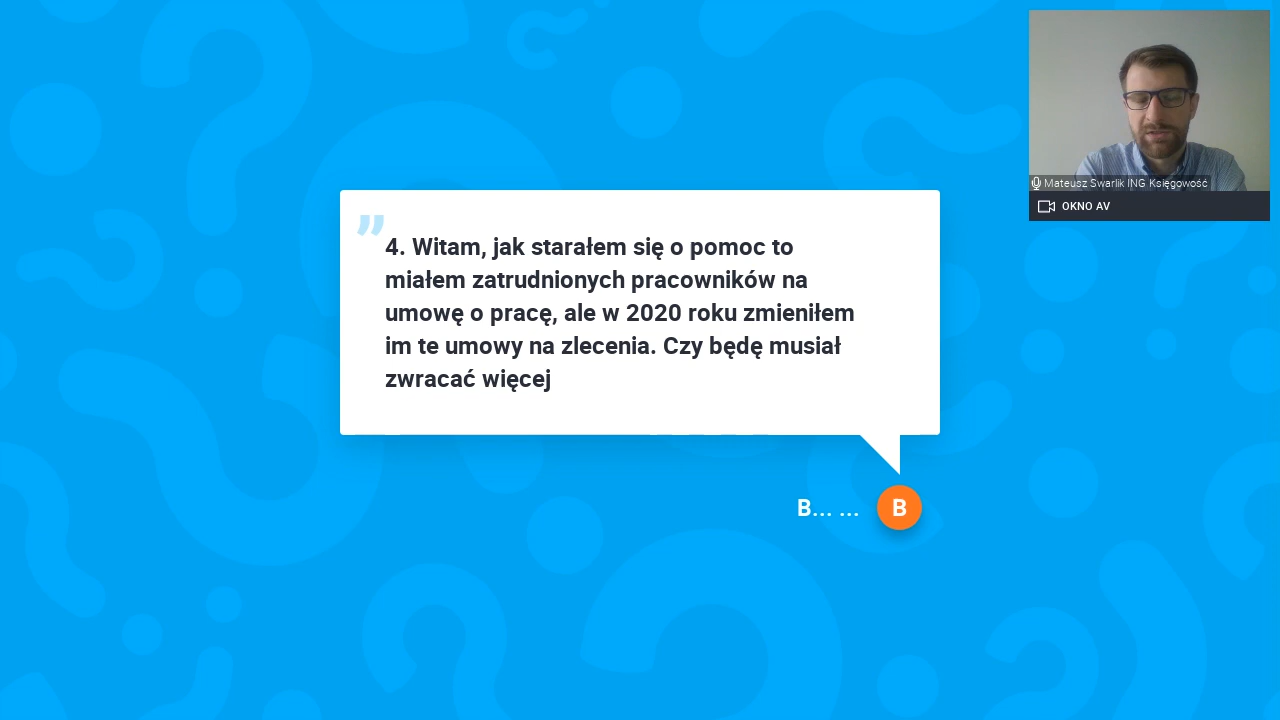 4. Witam, jak starałem się o pomoc to
miałem zatrudnionych pracowników na
umowę o pracę, ale w 2020 roku zmieniłem
im te umowy na zlecenia. Czy będę musiał
zwracać więcej
B... ...
B
Mateusz Swarlik ING Księgowość
OKNO AV